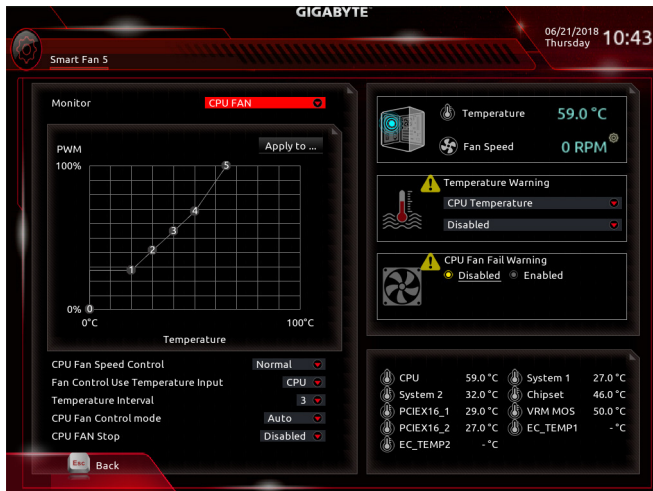 GIGABYTE™
06/21/2018
Thursday
10:43
Smart Fan 5
Monitor CPU FAN
PWM
Apply to ...
100%
5
4
3
2
1
0% 0
0°C 100°C
Temperature
CPU Fan Speed Control Normal
Fan Control Use Temperature Input CPU
Temperature Interval 3
CPU Fan Control mode Auto
CPU FAN Stop Disabled
Esc Back
Temperature 59.0 °C
Fan Speed 0 RPM
Temperature Warning
CPU Temperature
Disabled
CPU Fan Fail Warning
Disabled Enabled
CPU 59.0 °C System 1 27.0 °C
System 2 32.0 °C Chipset 46.0 °C
PCIEX16_1 29.0 °C VRM MOS 50.0 °C
PCIEX16_2 27.0 °C EC_TEMP1 - °C
EC_TEMP2 - °C